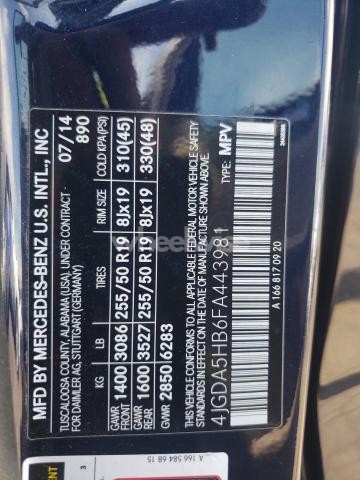 MFD BY MERCEDES-BENZ U.S. INTL., INC
TUSCALOOSA COUNTY, ALABAMA (USA), UNDER CONTRACT 07/14
FOR DAIMLER AG, STUTTGART (GERMANY) 890
KG LB TIRES RIM SIZE COLD KPA/(PSI)
GAWR FRONT 1400 3086 255/50 R19 8Jx19 310(45)
GAWR REAR 1600 3527 255/50 R19 8Jx19 330(48)
GVWR 2850 6283
THIS VEHICLE CONFORMS TO ALL APPLICABLE FEDERAL MOTOR VEHICLE SAFETY
STANDARDS IN EFFECT ON THE DATE OF MANUFACTURE SHOWN ABOVE.
4JGDA5HB6FA443981 TYPE: MPV
A 166 817 09 20
A 166 584 68 15
3